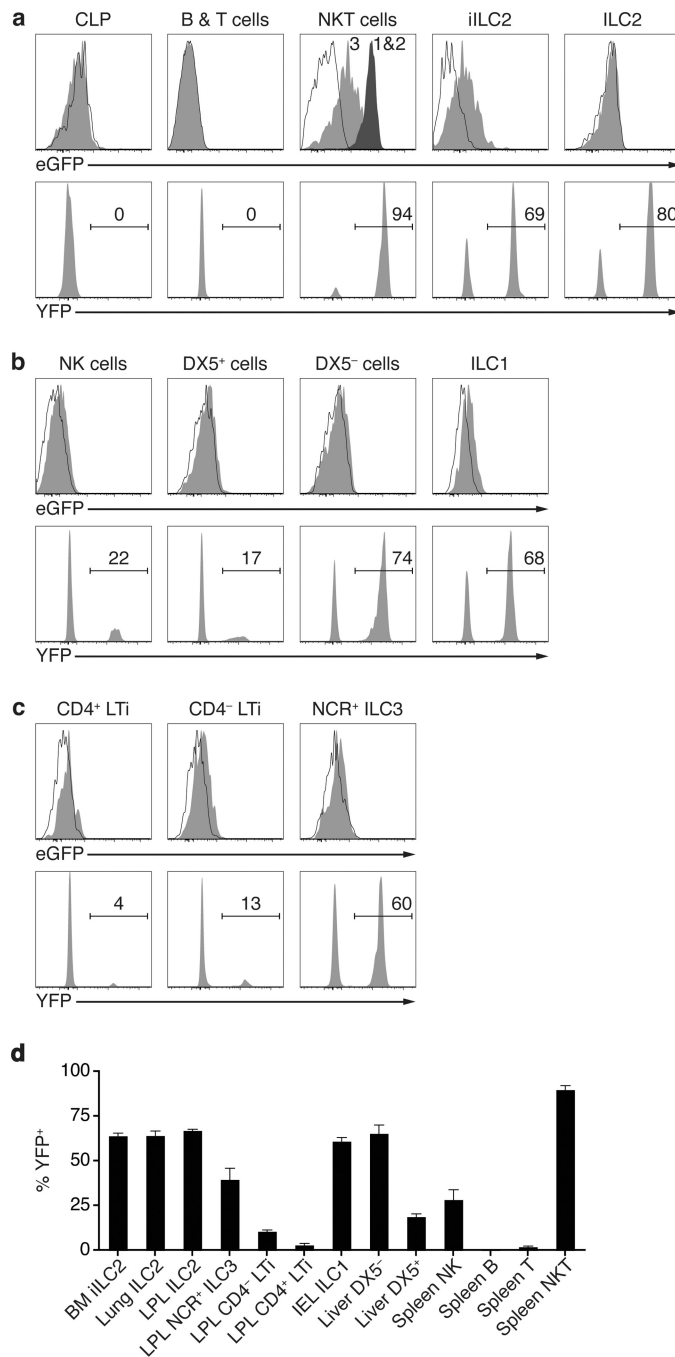 a
CLP B & T cells NKT cells iILC2 ILC2
3 1&2
eGFP
0 0 94 69 80
YFP
b
NK cells DX5⁺ cells DX5⁻ cells ILC1
eGFP
22 17 74 68
YFP
c
CD4⁺ LTi CD4⁻ LTi NCR⁺ ILC3
eGFP
4 13 60
YFP
d
100
75
50
25
0
% YFP⁺
BM iILC2
Lung ILC2
LPL ILC2
LPL NCR⁺ ILC3
LPL CD4⁻ LTi
LPL CD4⁺ LTi
IEL ILC1
Liver DX5⁻
Liver DX5⁺
Spleen NK
Spleen B
Spleen T
Spleen NKT